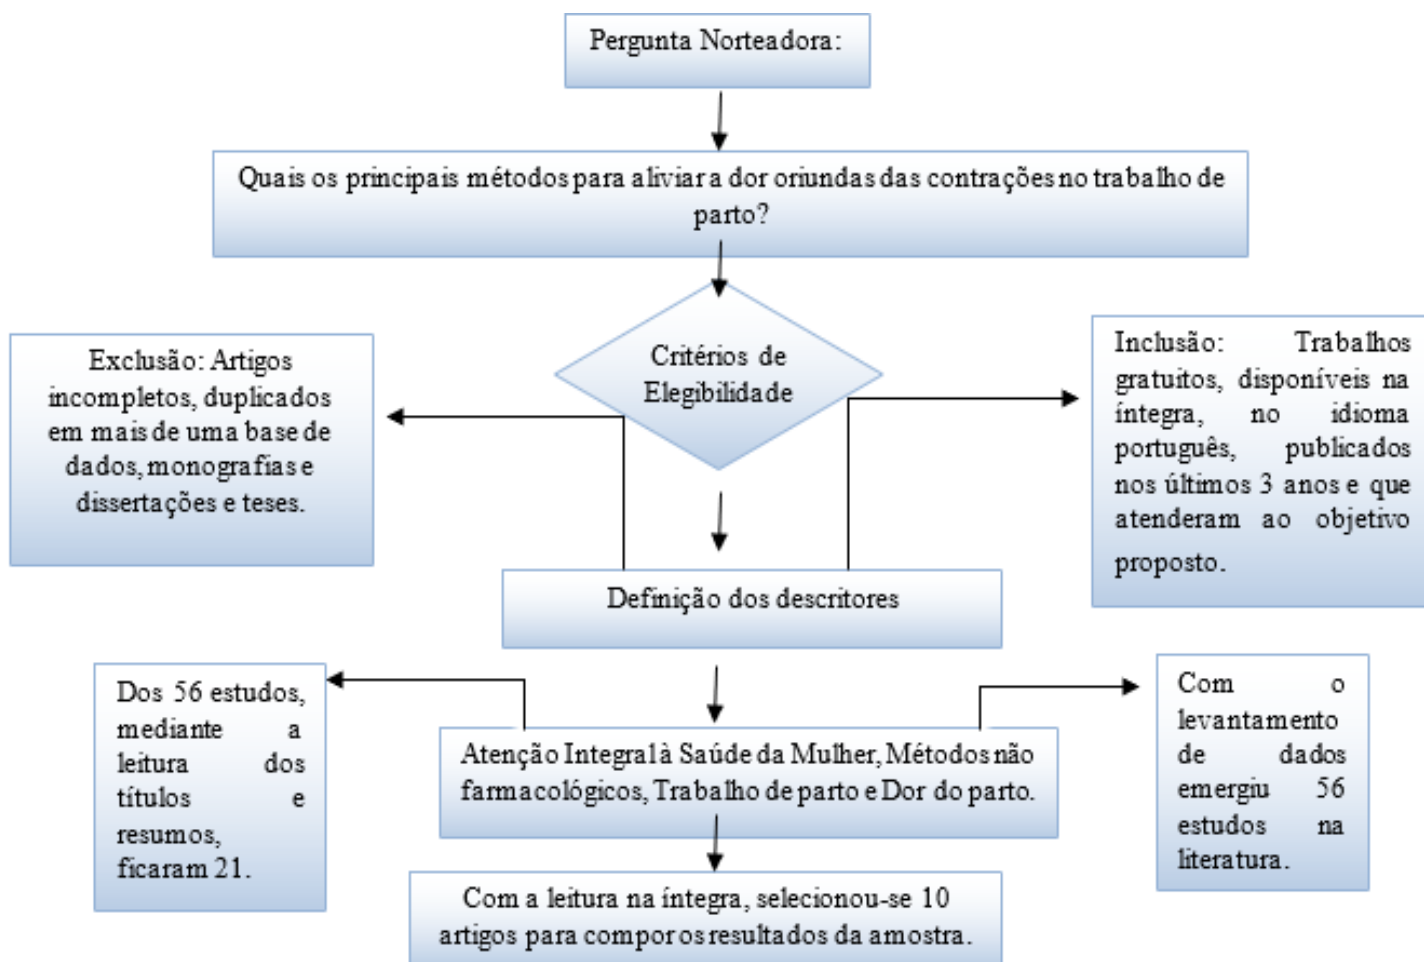 Pergunta Norteadora:
Quais os principais métodos para aliviar a dor oriundas das contrações no trabalho de
parto?
Critérios de
Elegibilidade
Exclusão: Artigos
incompletos, duplicados
em mais de uma base de
dados, monografias e
dissertações e teses.
Inclusão: Trabalhos
gratuitos, disponíveis na
íntegra, no idioma
português, publicados
nos últimos 3 anos e que
atenderam ao objetivo
proposto.
Definição dos descritores
Dos 56 estudos,
mediante a
leitura dos
títulos e
resumos,
ficaram 21.
Atenção Integral à Saúde da Mulher, Métodos não
farmacológicos, Trabalho de parto e Dor do parto.
Com o
levantamento
de dados
emergiu 56
estudos na
literatura.
Com a leitura na íntegra, selecionou-se 10
artigos para compor os resultados da amostra.